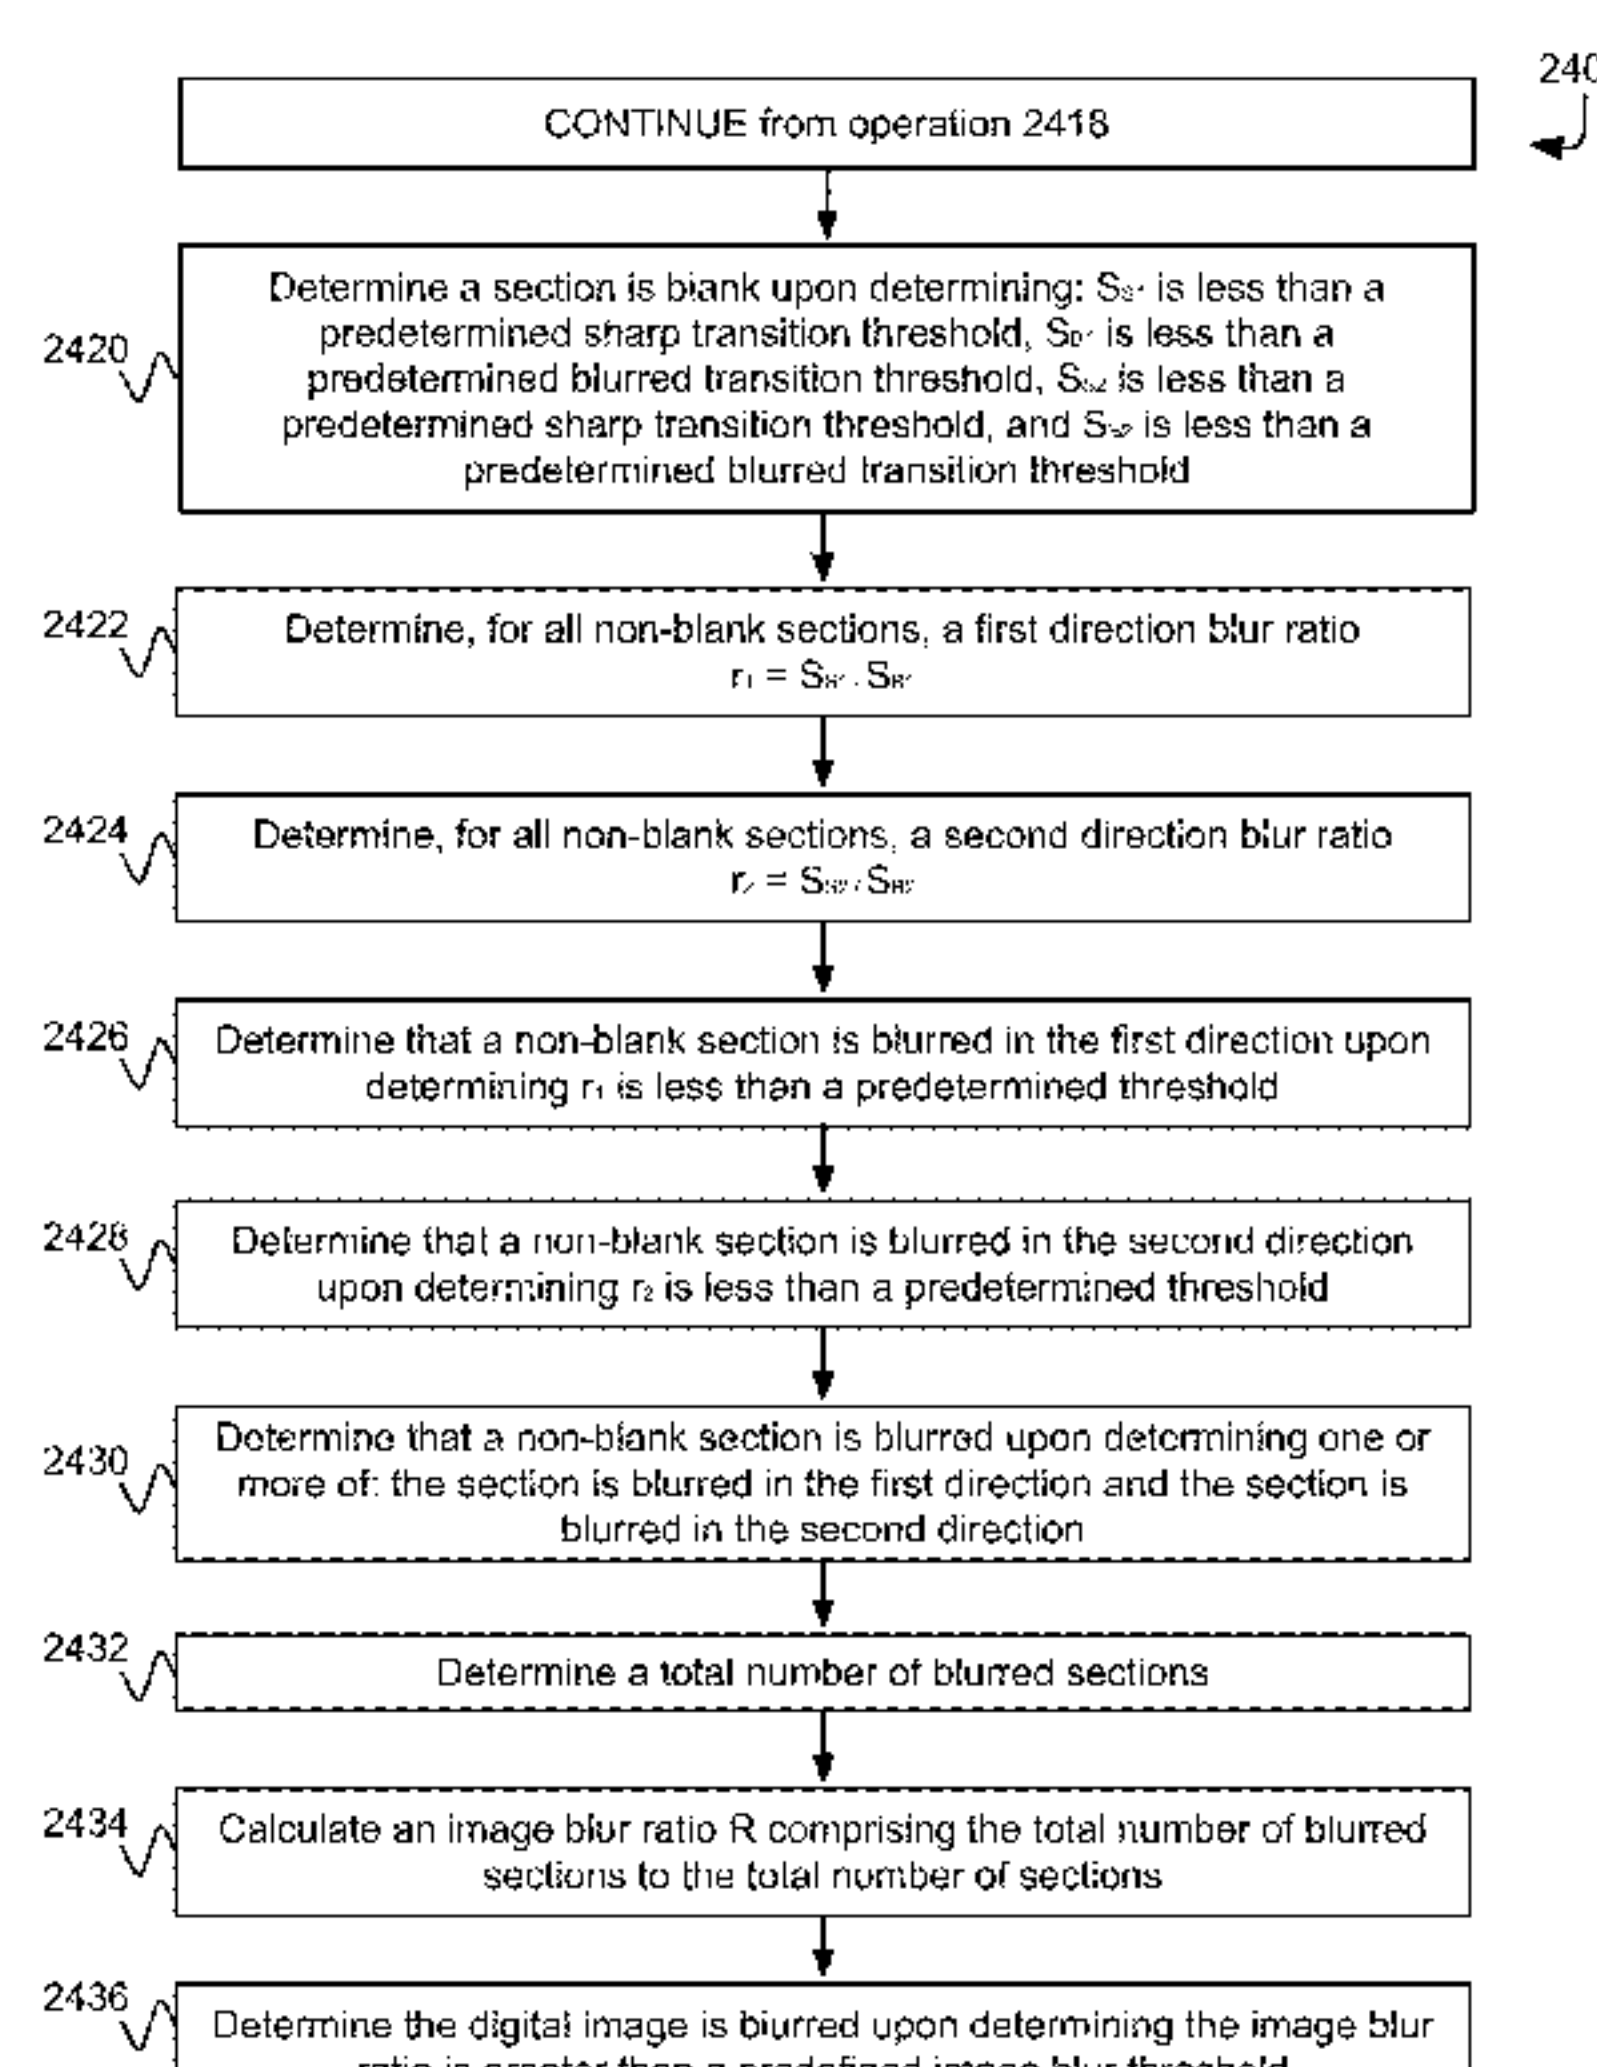 240
CONTINUE from operation 2418
2420
Determine a section is blank upon determining: S is less than a
predetermined sharp transition threshold, S is less than a
predetermined blurred transition threshold, S is less than a
predetermined sharp transition threshold, and S is less than a
predetermined blurred transition threshold
2422
Determine, for all non-blank sections, a first direction blur ratio
r₁ = S S
2424
Determine, for all non-blank sections, a second direction blur ratio
r₂ = S / S
2426
Determine that a non-blank section is blurred in the first direction upon
determining r₁ is less than a predetermined threshold
2428
Determine that a non-blank section is blurred in the second direction
upon determining r₂ is less than a predetermined threshold
2430
Determine that a non-blank section is blurred upon determining one or
more of: the section is blurred in the first direction and the section is
blurred in the second direction
2432
Determine a total number of blurred sections
2434
Calculate an image blur ratio R comprising the total number of blurred
sections to the total number of sections
2436
Determine the digital image is blurred upon determining the image blur
ratio is greater than a predefined image blur threshold